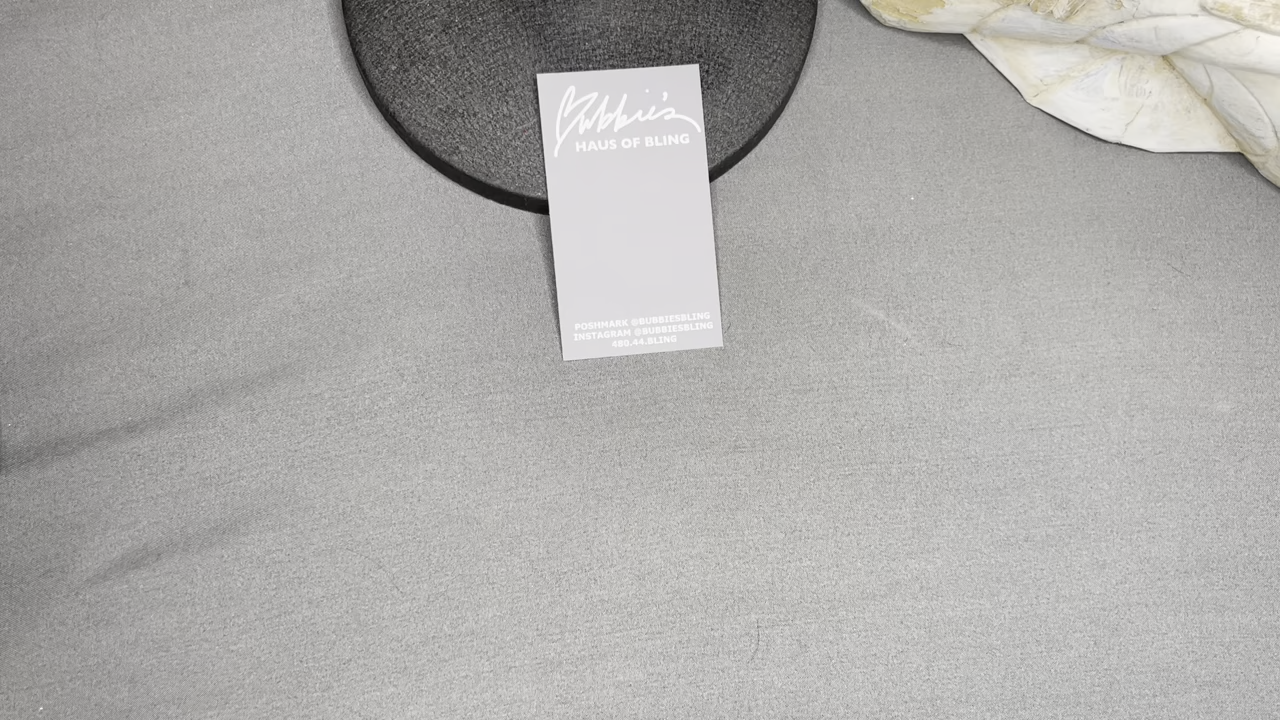 Bubbie's
HAUS OF BLING
POSHMARK @BUBBIESBLING
INSTAGRAM @BUBBIESBLING
480.44.BLING